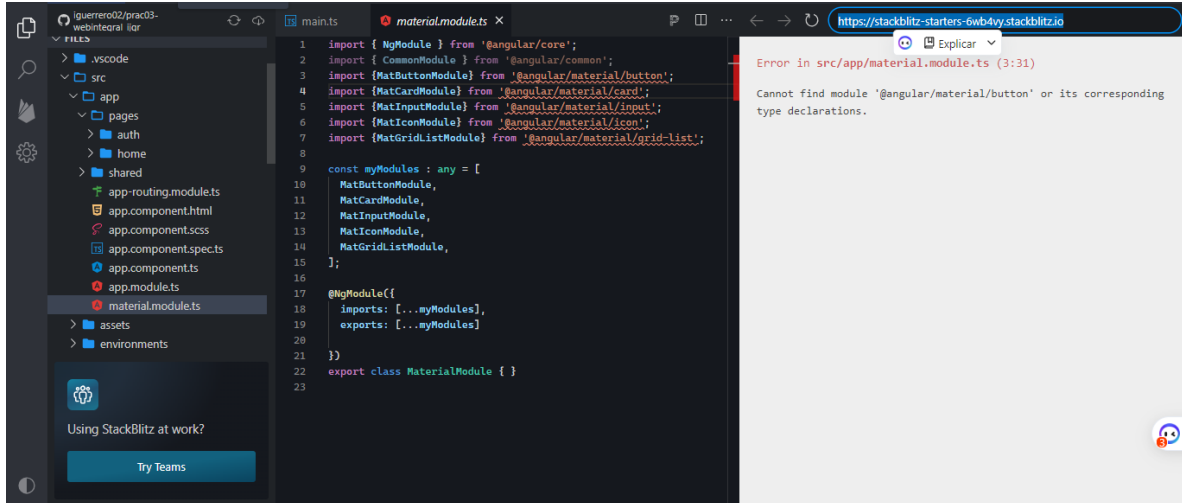 iguerrero02/prac03-
webintegral ligr
FILES
.vscode
src
app
pages
auth
home
shared
app-routing.module.ts
app.component.html
app.component.scss
app.component.spec.ts
app.component.ts
app.module.ts
material.module.ts
assets
environments
Using StackBlitz at work?
Try Teams
main.ts
material.module.ts
1 import { NgModule } from '@angular/core';
2 import { CommonModule } from '@angular/common';
3 import {MatButtonModule} from '@angular/material/button';
4 import {MatCardModule} from '@angular/material/card';
5 import {MatInputModule} from '@angular/material/input';
6 import {MatIconModule} from '@angular/material/icon';
7 import {MatGridListModule} from '@angular/material/grid-list';
8
9 const myModules : any = [
10 MatButtonModule,
11 MatCardModule,
12 MatInputModule,
13 MatIconModule,
14 MatGridListModule,
15 ];
16
17 @NgModule({
18 imports: [...myModules],
19 exports: [...myModules]
20
21 })
22 export class MaterialModule { }
23
https://stackblitz-starters-6wb4vy.stackblitz.io
Explicar
Error in src/app/material.module.ts (3:31)
Cannot find module '@angular/material/button' or its corresponding
type declarations.
3